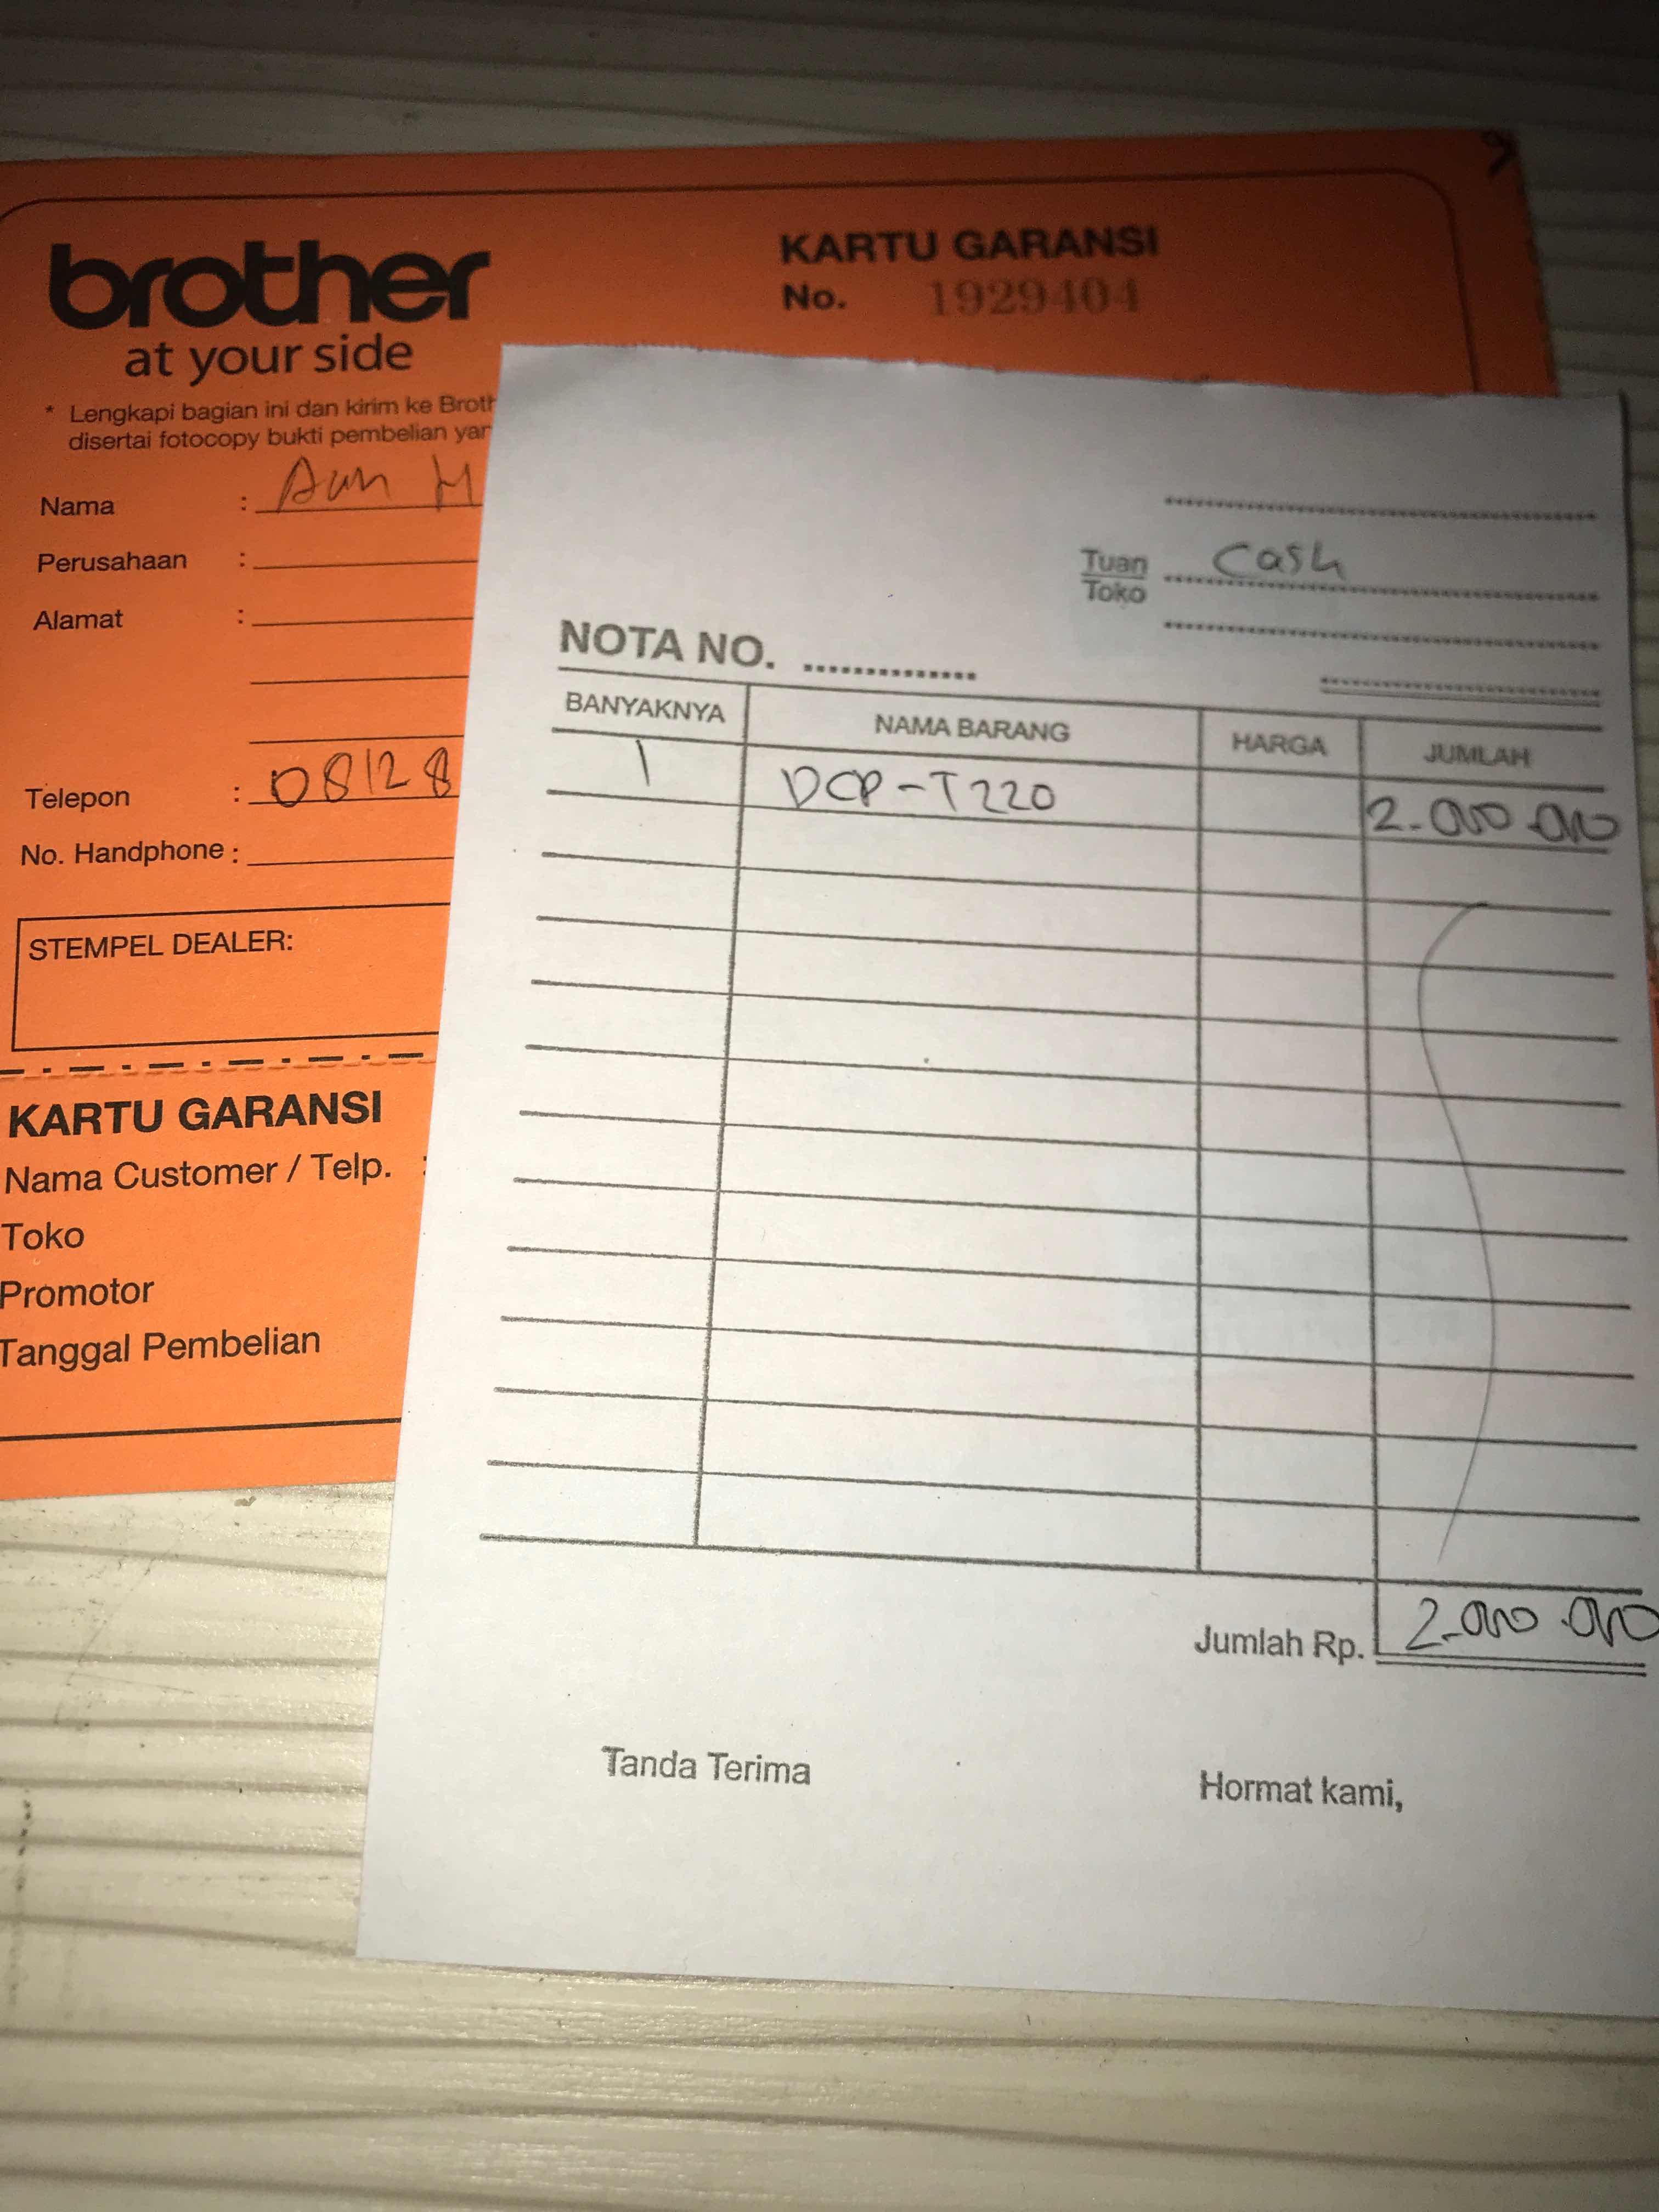 brother
at your side
KARTU GARANSI
No. 1929404
* Lengkapi bagian ini dan kirim ke Broth
disertai fotocopy bukti pembelian yan
Nama :
Perusahaan :
Alamat :
Telepon : 08128
No. Handphone :
STEMPEL DEALER:
KARTU GARANSI
Nama Customer / Telp. :
Toko
Promotor
Tanggal Pembelian
Tuan Cash
Toko
NOTA NO. ..............
BANYAKNYA NAMA BARANG HARGA JUMLAH
1 DCP-T220 2.000.000
Jumlah Rp. 2.000.000
Tanda Terima Hormat kami,